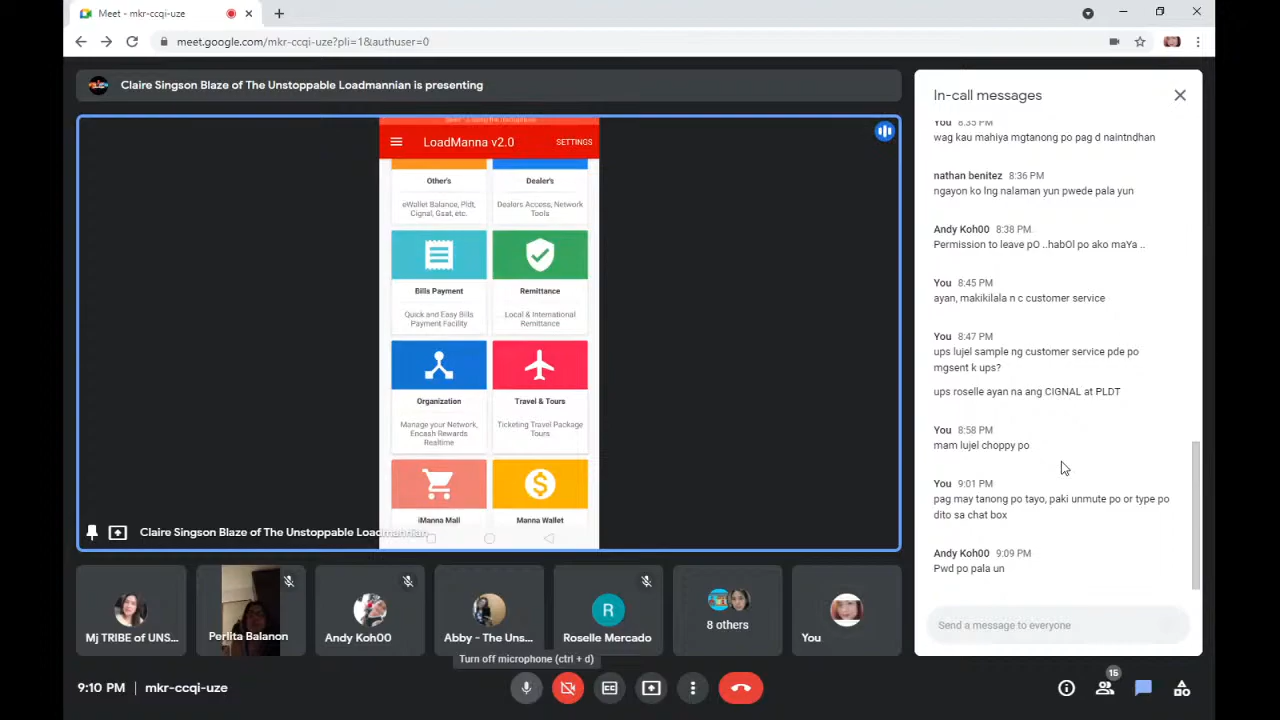 Meet - mkr-ccqi-uze
meet.google.com/mkr-ccqi-uze?pli=1&authuser=0
Claire Singson Blaze of The Unstoppable Loadmannian is presenting
LoadManna v2.0
SETTINGS
Other's
eWallet Balance, Pldt,
Cignal, Gsat, etc.
Dealer's
Dealers Access, Network
Tools
Bills Payment
Quick and Easy Bills
Payment Facility
Remittance
Local & International
Remittance
Organization
Manage your Network,
Encash Rewards
Realtime
Travel & Tours
Ticketing Travel Package
Tours
iManna Mall
Manna Wallet
Claire Singson Blaze of The Unstoppable Loadmannian
In-call messages
You 8:35 PM
wag kau mahiya mgtanong po pag d naintndhan
nathan benitez 8:36 PM
ngayon ko lng nalaman yun pwede pala yun
Andy Koh00 8:38 PM
Permission to leave pO ..habOl po ako maYa ..
You 8:45 PM
ayan, makikilala n c customer service
You 8:47 PM
ups lujel sample ng customer service pde po
mgsent k ups?
ups roselle ayan na ang CIGNAL at PLDT
You 8:58 PM
mam lujel choppy po
You 9:01 PM
pag may tanong po tayo, paki unmute po or type po
dito sa chat box
Andy Koh00 9:09 PM
Pwd po pala un
Send a message to everyone
Mj TRIBE of UNS...
Perlita Balanon
Andy Koh00
Abby - The Uns...
R
Roselle Mercado
8 others
You
Turn off microphone (ctrl + d)
9:10 PM | mkr-ccqi-uze
15